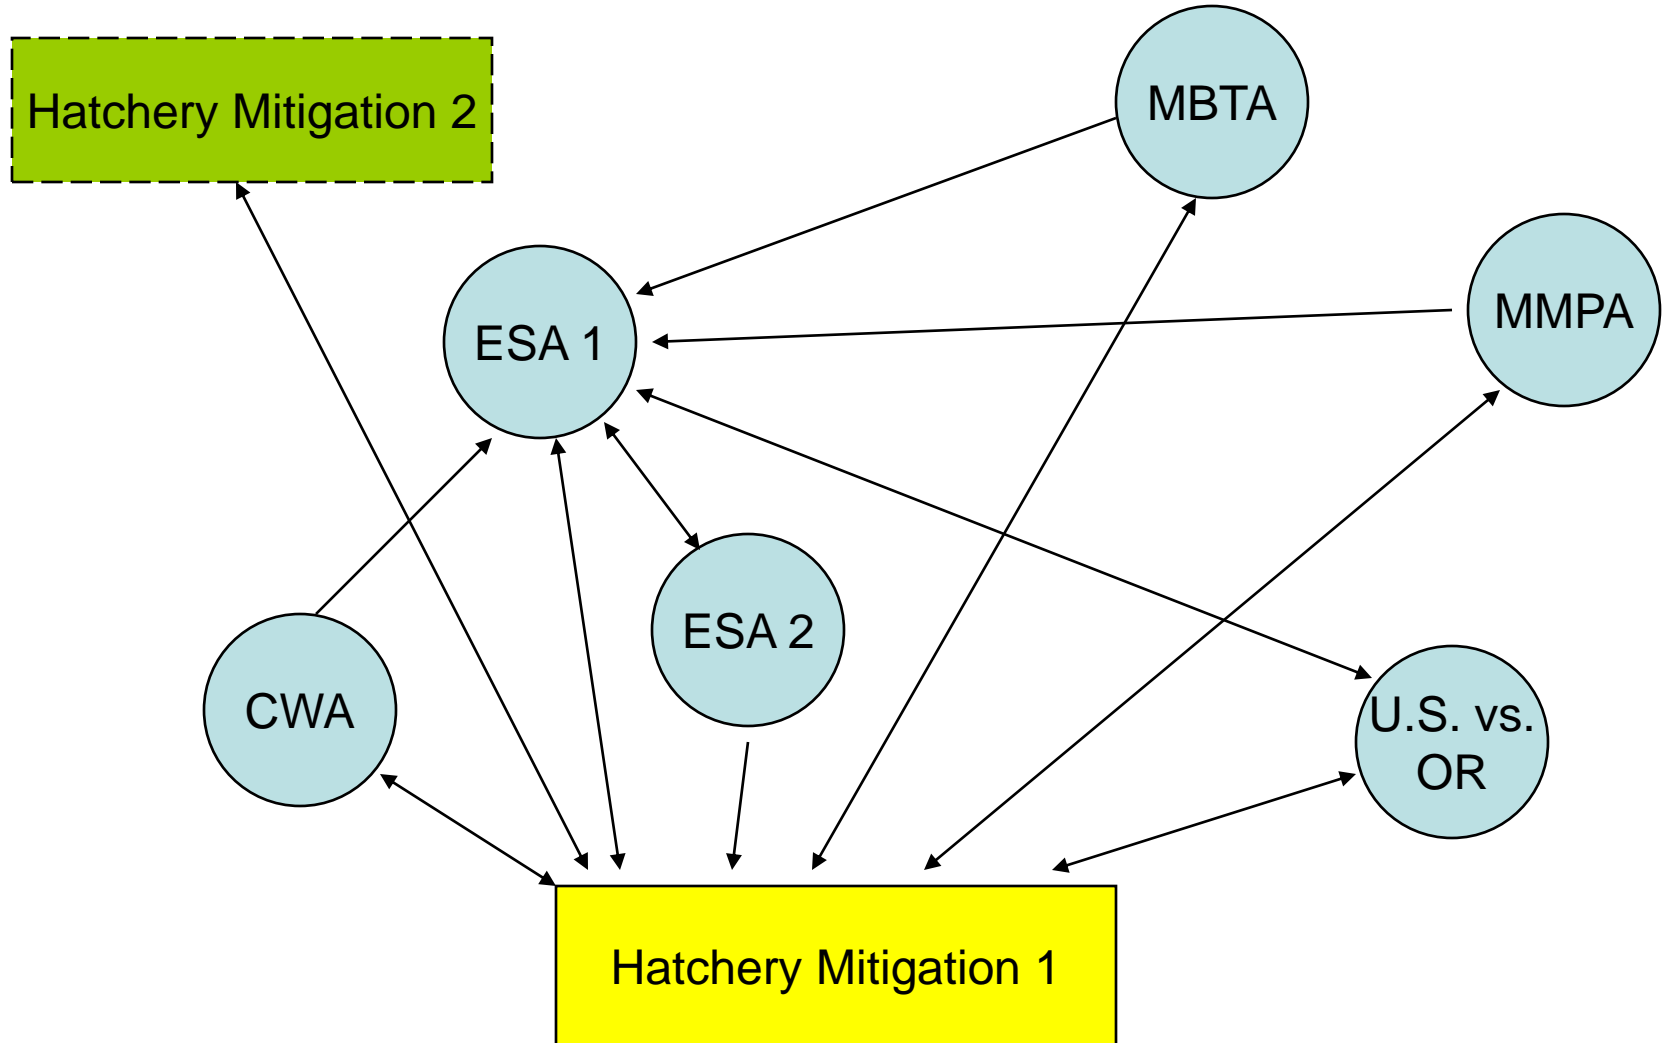 Hatchery Mitigation 2
MBTA
MMPA
ESA 1
ESA 2
CWA
U.S. vs.
OR
Hatchery Mitigation 1